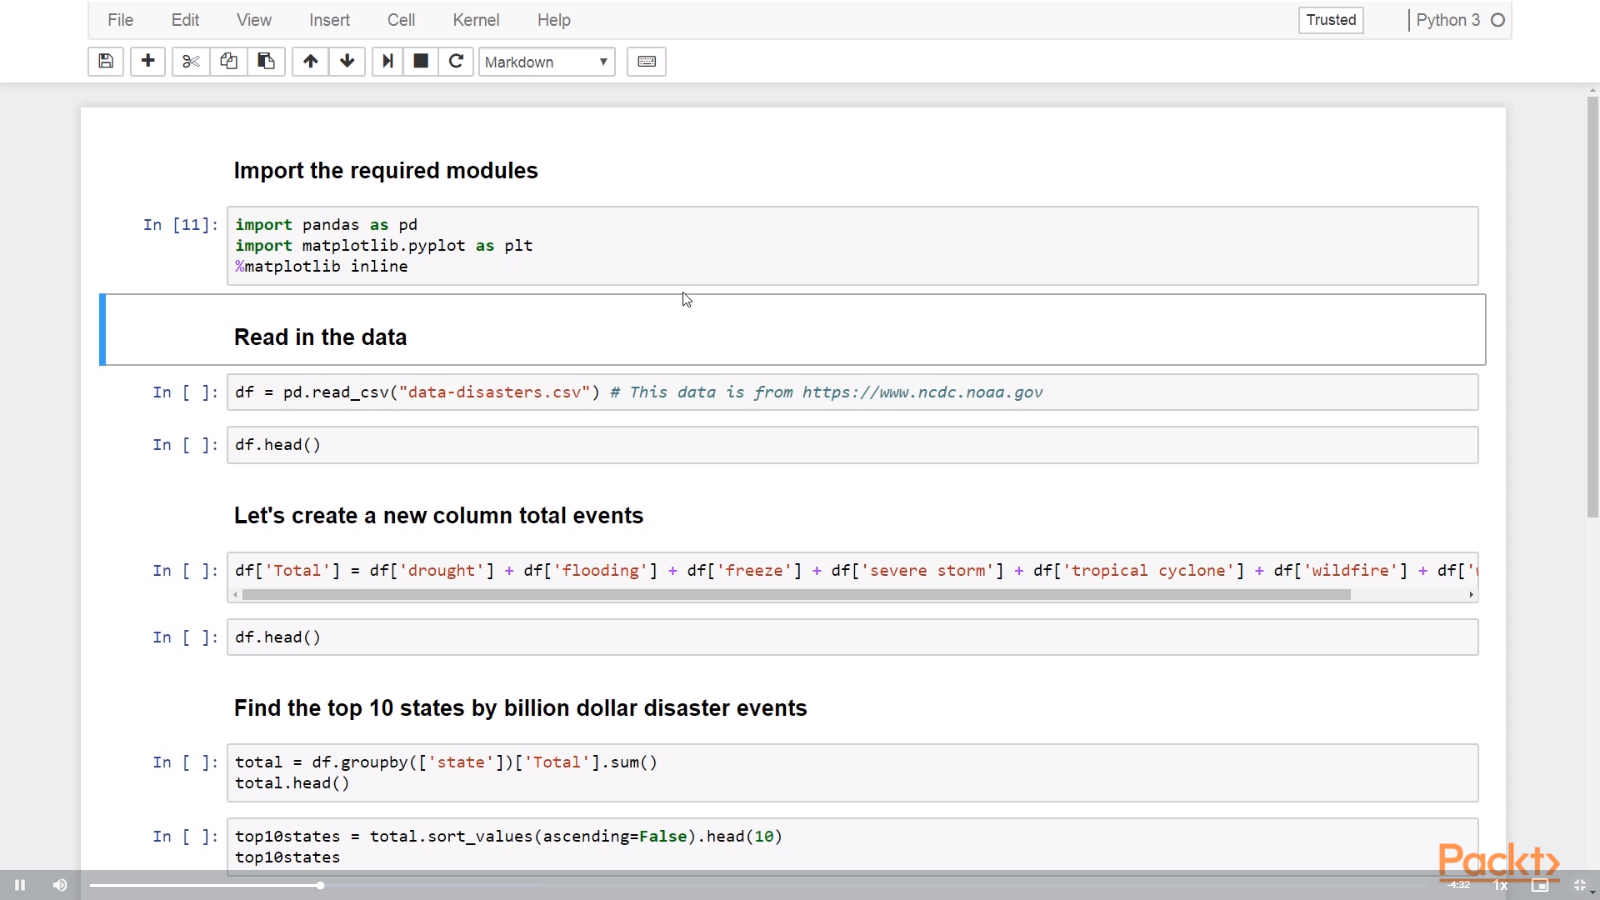 File Edit View Insert Cell Kernel Help Trusted Python 3
Markdown
Import the required modules
In [11]: import pandas as pd
import matplotlib.pyplot as plt
%matplotlib inline
Read in the data
In [ ]: df = pd.read_csv("data-disasters.csv") # This data is from https://www.ncdc.noaa.gov
In [ ]: df.head()
Let's create a new column total events
In [ ]: df['Total'] = df['drought'] + df['flooding'] + df['freeze'] + df['severe storm'] + df['tropical cyclone'] + df['wildfire'] + df['
In [ ]: df.head()
Find the top 10 states by billion dollar disaster events
In [ ]: total = df.groupby(['state'])['Total'].sum()
total.head()
In [ ]: top10states = total.sort_values(ascending=False).head(10)
top10states
Packt>
-4:32 1x